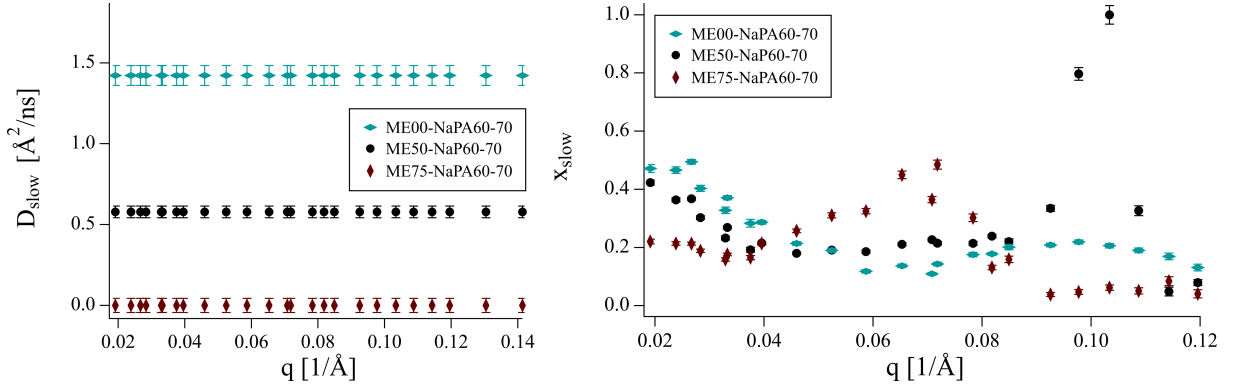 D_slow [Å²/ns]
1.5
1.0
0.5
0.0
ME00-NaPA60-70
ME50-NaP60-70
ME75-NaPA60-70
0.02 0.04 0.06 0.08 0.10 0.12 0.14
q [1/Å]
x_slow
1.0
0.8
0.6
0.4
0.2
0.0
ME00-NaPA60-70
ME50-NaP60-70
ME75-NaPA60-70
0.02 0.04 0.06 0.08 0.10 0.12
q [1/Å]